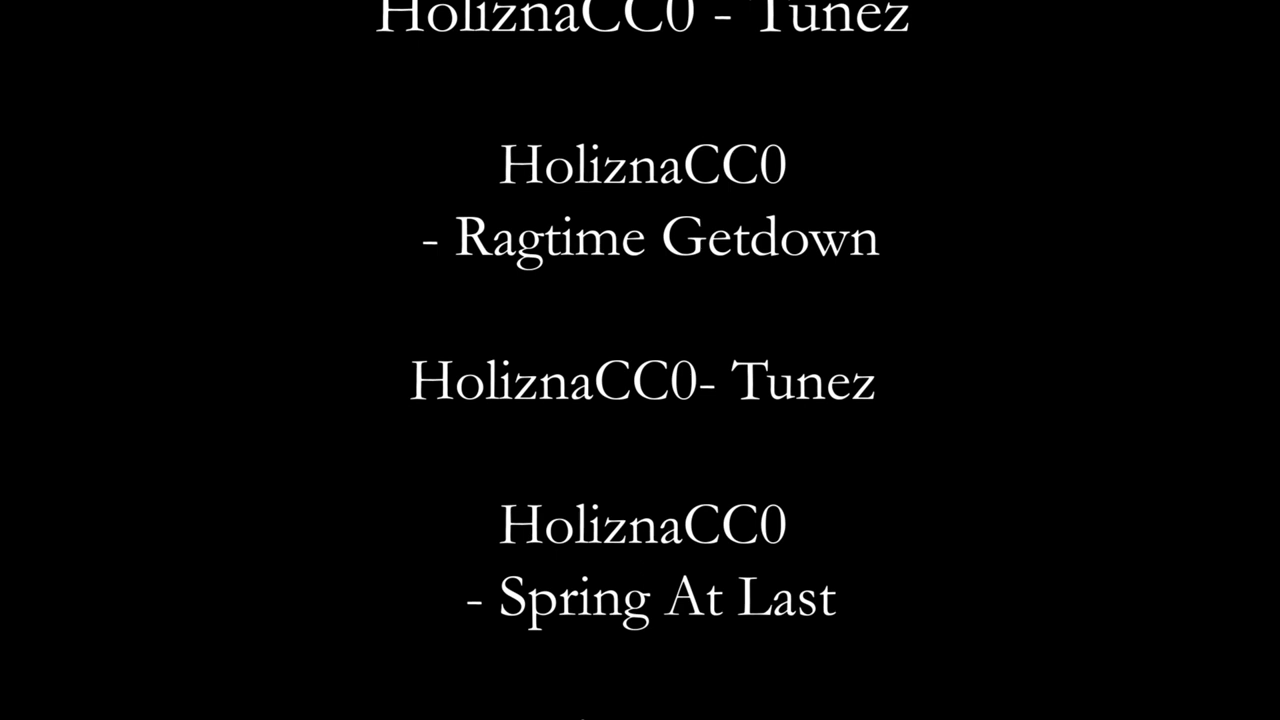 HoliznaCC0 - Tunez
HoliznaCC0
- Ragtime Getdown
HoliznaCC0- Tunez
HoliznaCC0
- Spring At Last